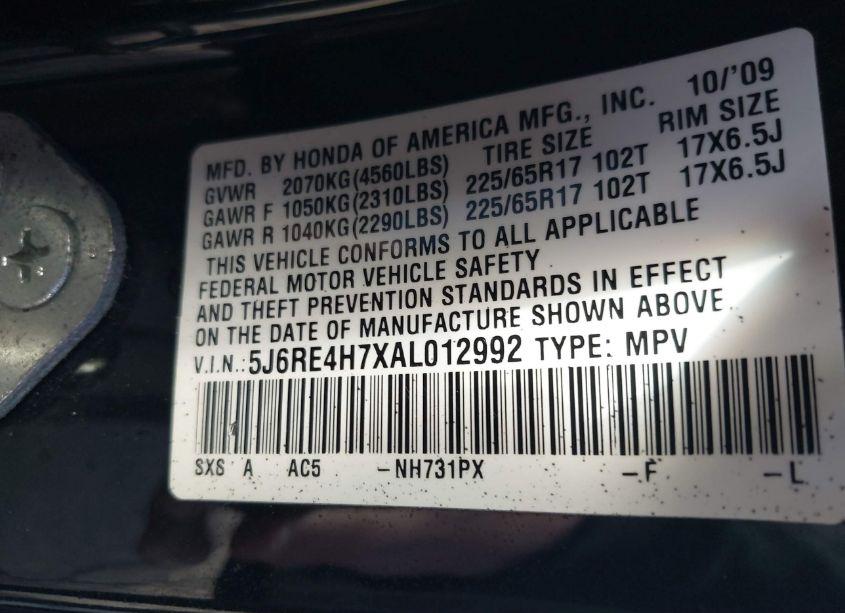 MFD. BY HONDA OF AMERICA MFG., INC. 10/'09
GVWR 2070KG(4560LBS) TIRE SIZE RIM SIZE
GAWR F 1050KG(2310LBS) 225/65R17 102T 17X6.5J
GAWR R 1040KG(2290LBS) 225/65R17 102T 17X6.5J
THIS VEHICLE CONFORMS TO ALL APPLICABLE
FEDERAL MOTOR VEHICLE SAFETY
AND THEFT PREVENTION STANDARDS IN EFFECT
ON THE DATE OF MANUFACTURE SHOWN ABOVE.
V.I.N.: 5J6RE4H7XAL012992 TYPE: MPV
SXS A AC5 -NH731PX -F -L